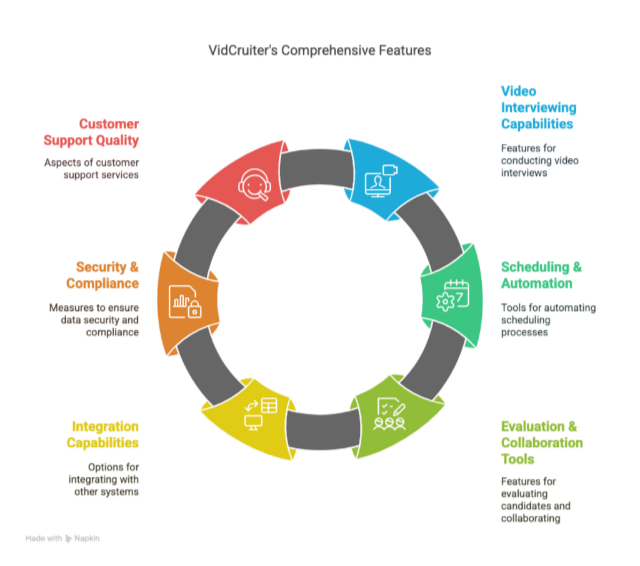 VidCruiter's Comprehensive Features
Video
Interviewing
Capabilities
Features for
conducting video
interviews
Customer
Support Quality
Aspects of customer
support services
Security &
Compliance
Measures to ensure
data security and
compliance
Scheduling &
Automation
Tools for automating
scheduling
processes
7
Integration
Capabilities
Options for
integrating with
other systems
Evaluation &
Collaboration
Tools
Features for
evaluating
candidates and
collaborating
Made with Napkin